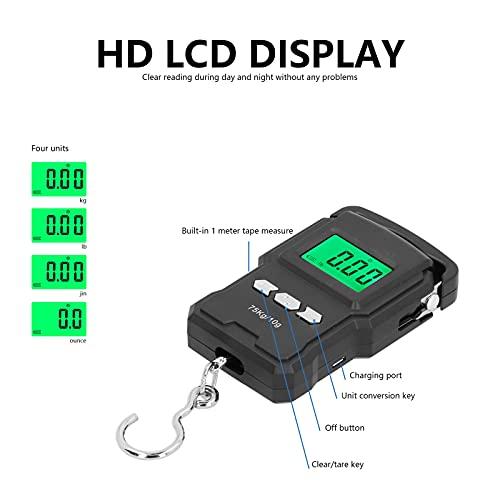 HD LCD DISPLAY
Clear reading during day and night without any problems
Four units
0.00
kg
0.00
lb
0.00
jin
0.0
ounce
Built-in 1 meter tape measure
0.00
75Kg/10g
Charging port
Unit conversion key
Off button
Clear/tare key